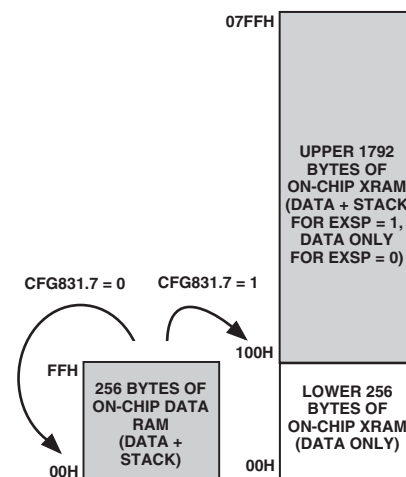 07FFH
UPPER 1792
BYTES OF
ON-CHIP XRAM
(DATA + STACK
FOR EXSP = 1,
DATA ONLY
FOR EXSP = 0)
CFG831.7 = 0
CFG831.7 = 1
100H
FFH
256 BYTES OF
ON-CHIP DATA
RAM
(DATA +
STACK)
00H
LOWER 256
BYTES OF
ON-CHIP XRAM
(DATA ONLY)
00H